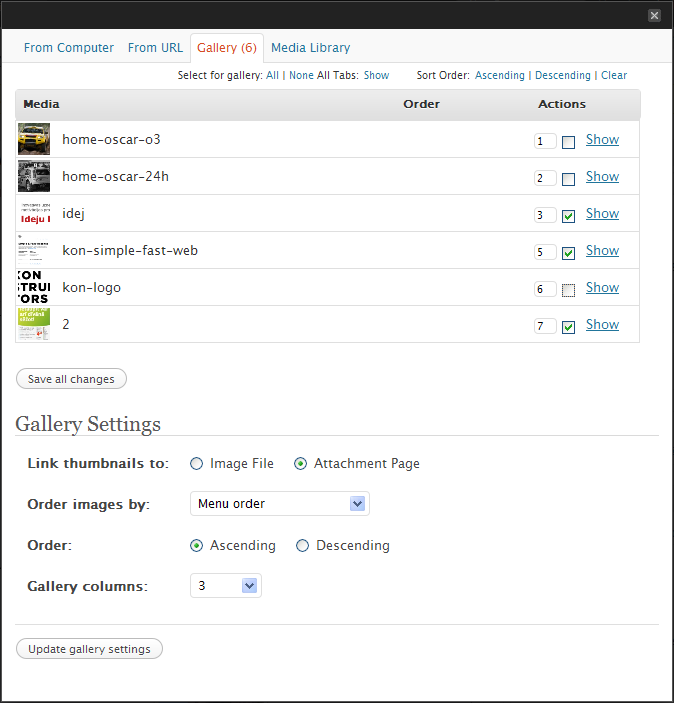 From Computer From URL Gallery (6) Media Library
Select for gallery: All | None All Tabs: Show Sort Order: Ascending | Descending | Clear
Media Order Actions
home-oscar-o3 1 Show
home-oscar-24h 2 Show
Ideju
idej 3 Show
kon-simple-fast-web 5 Show
KON
STRU
TORS
kon-logo 6 Show
2 7 Show
Save all changes
Gallery Settings
Link thumbnails to: Image File Attachment Page
Order images by: Menu order
Order: Ascending Descending
Gallery columns: 3
Update gallery settings